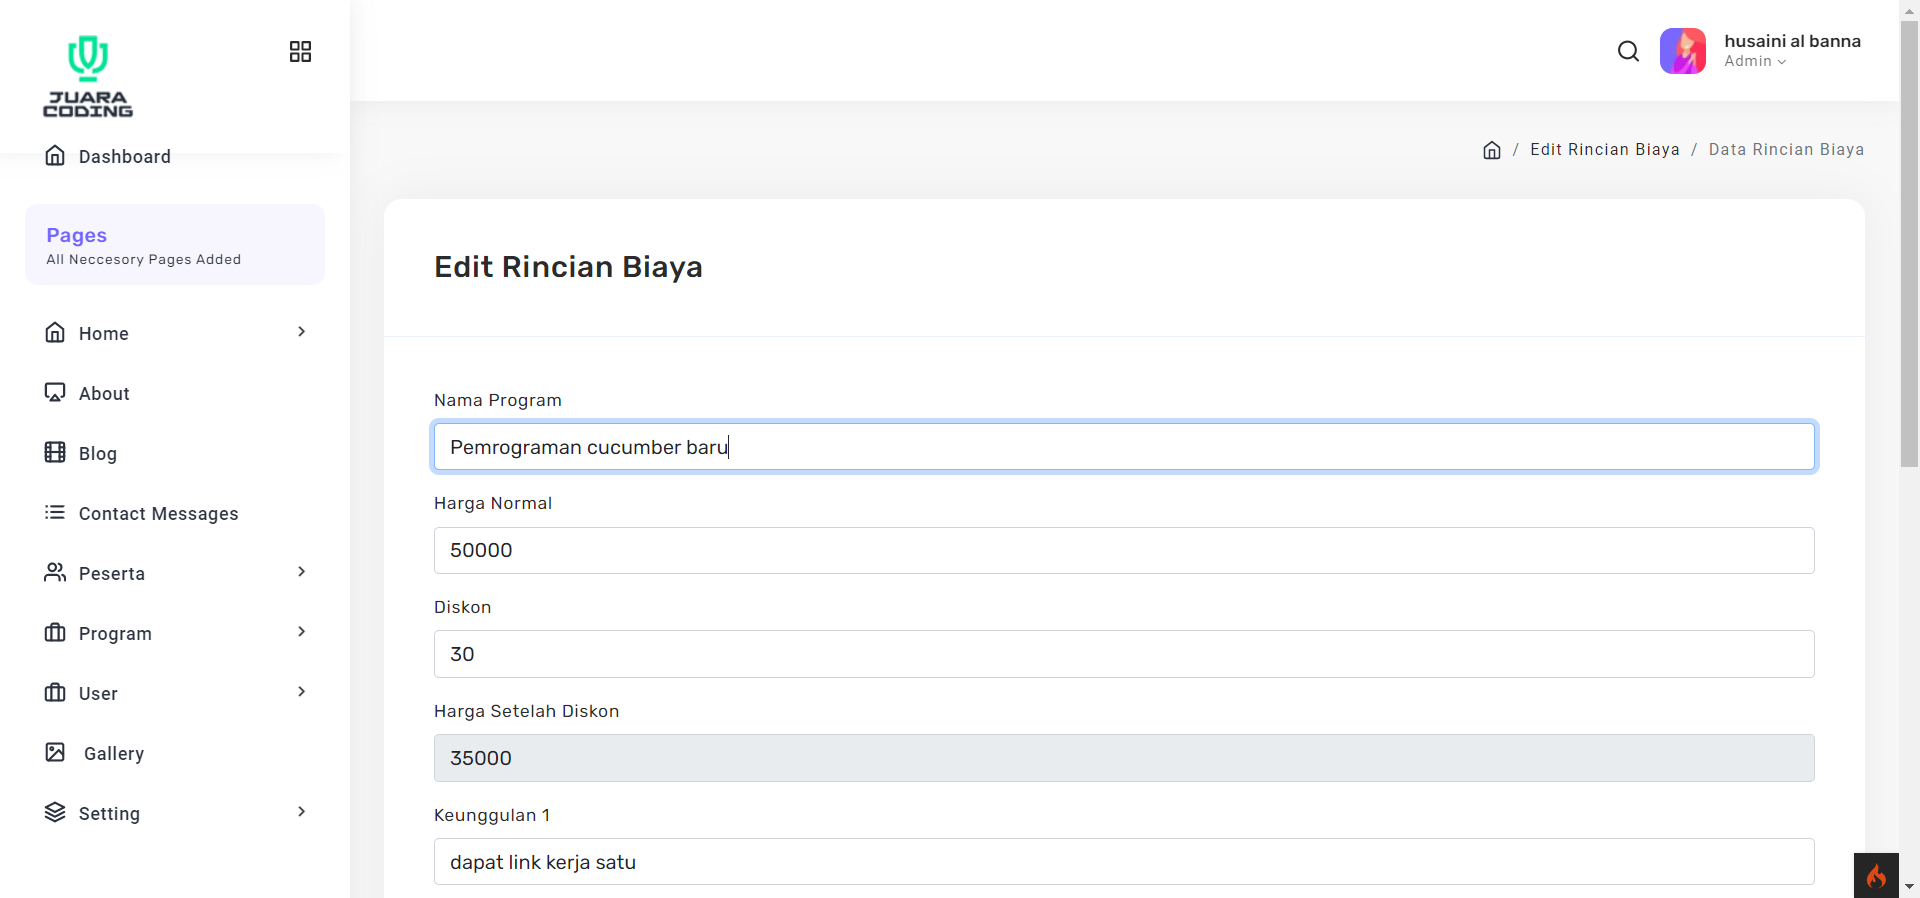 JUARA
CODING
Dashboard
Pages
All Neccesory Pages Added
Home
About
Blog
Contact Messages
Peserta
Program
User
Gallery
Setting
husaini al banna
Admin
/ Edit Rincian Biaya / Data Rincian Biaya
Edit Rincian Biaya
Nama Program
Pemrograman cucumber baru
Harga Normal
50000
Diskon
30
Harga Setelah Diskon
35000
Keunggulan 1
dapat link kerja satu